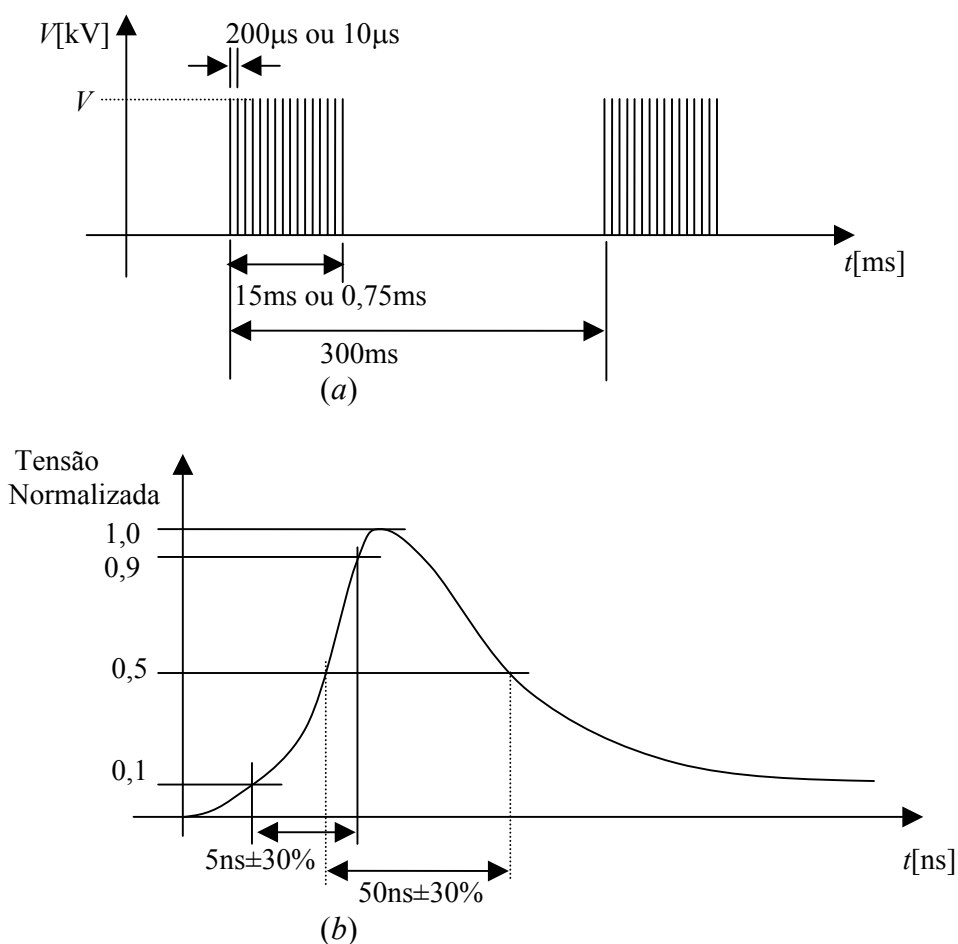 V[kV]
200μs ou 10μs
V
t[ms]
15ms ou 0,75ms
300ms
(a)
Tensão
Normalizada
1,0
0,9
0,5
0,1
5ns±30%
t[ns]
50ns±30%
(b)